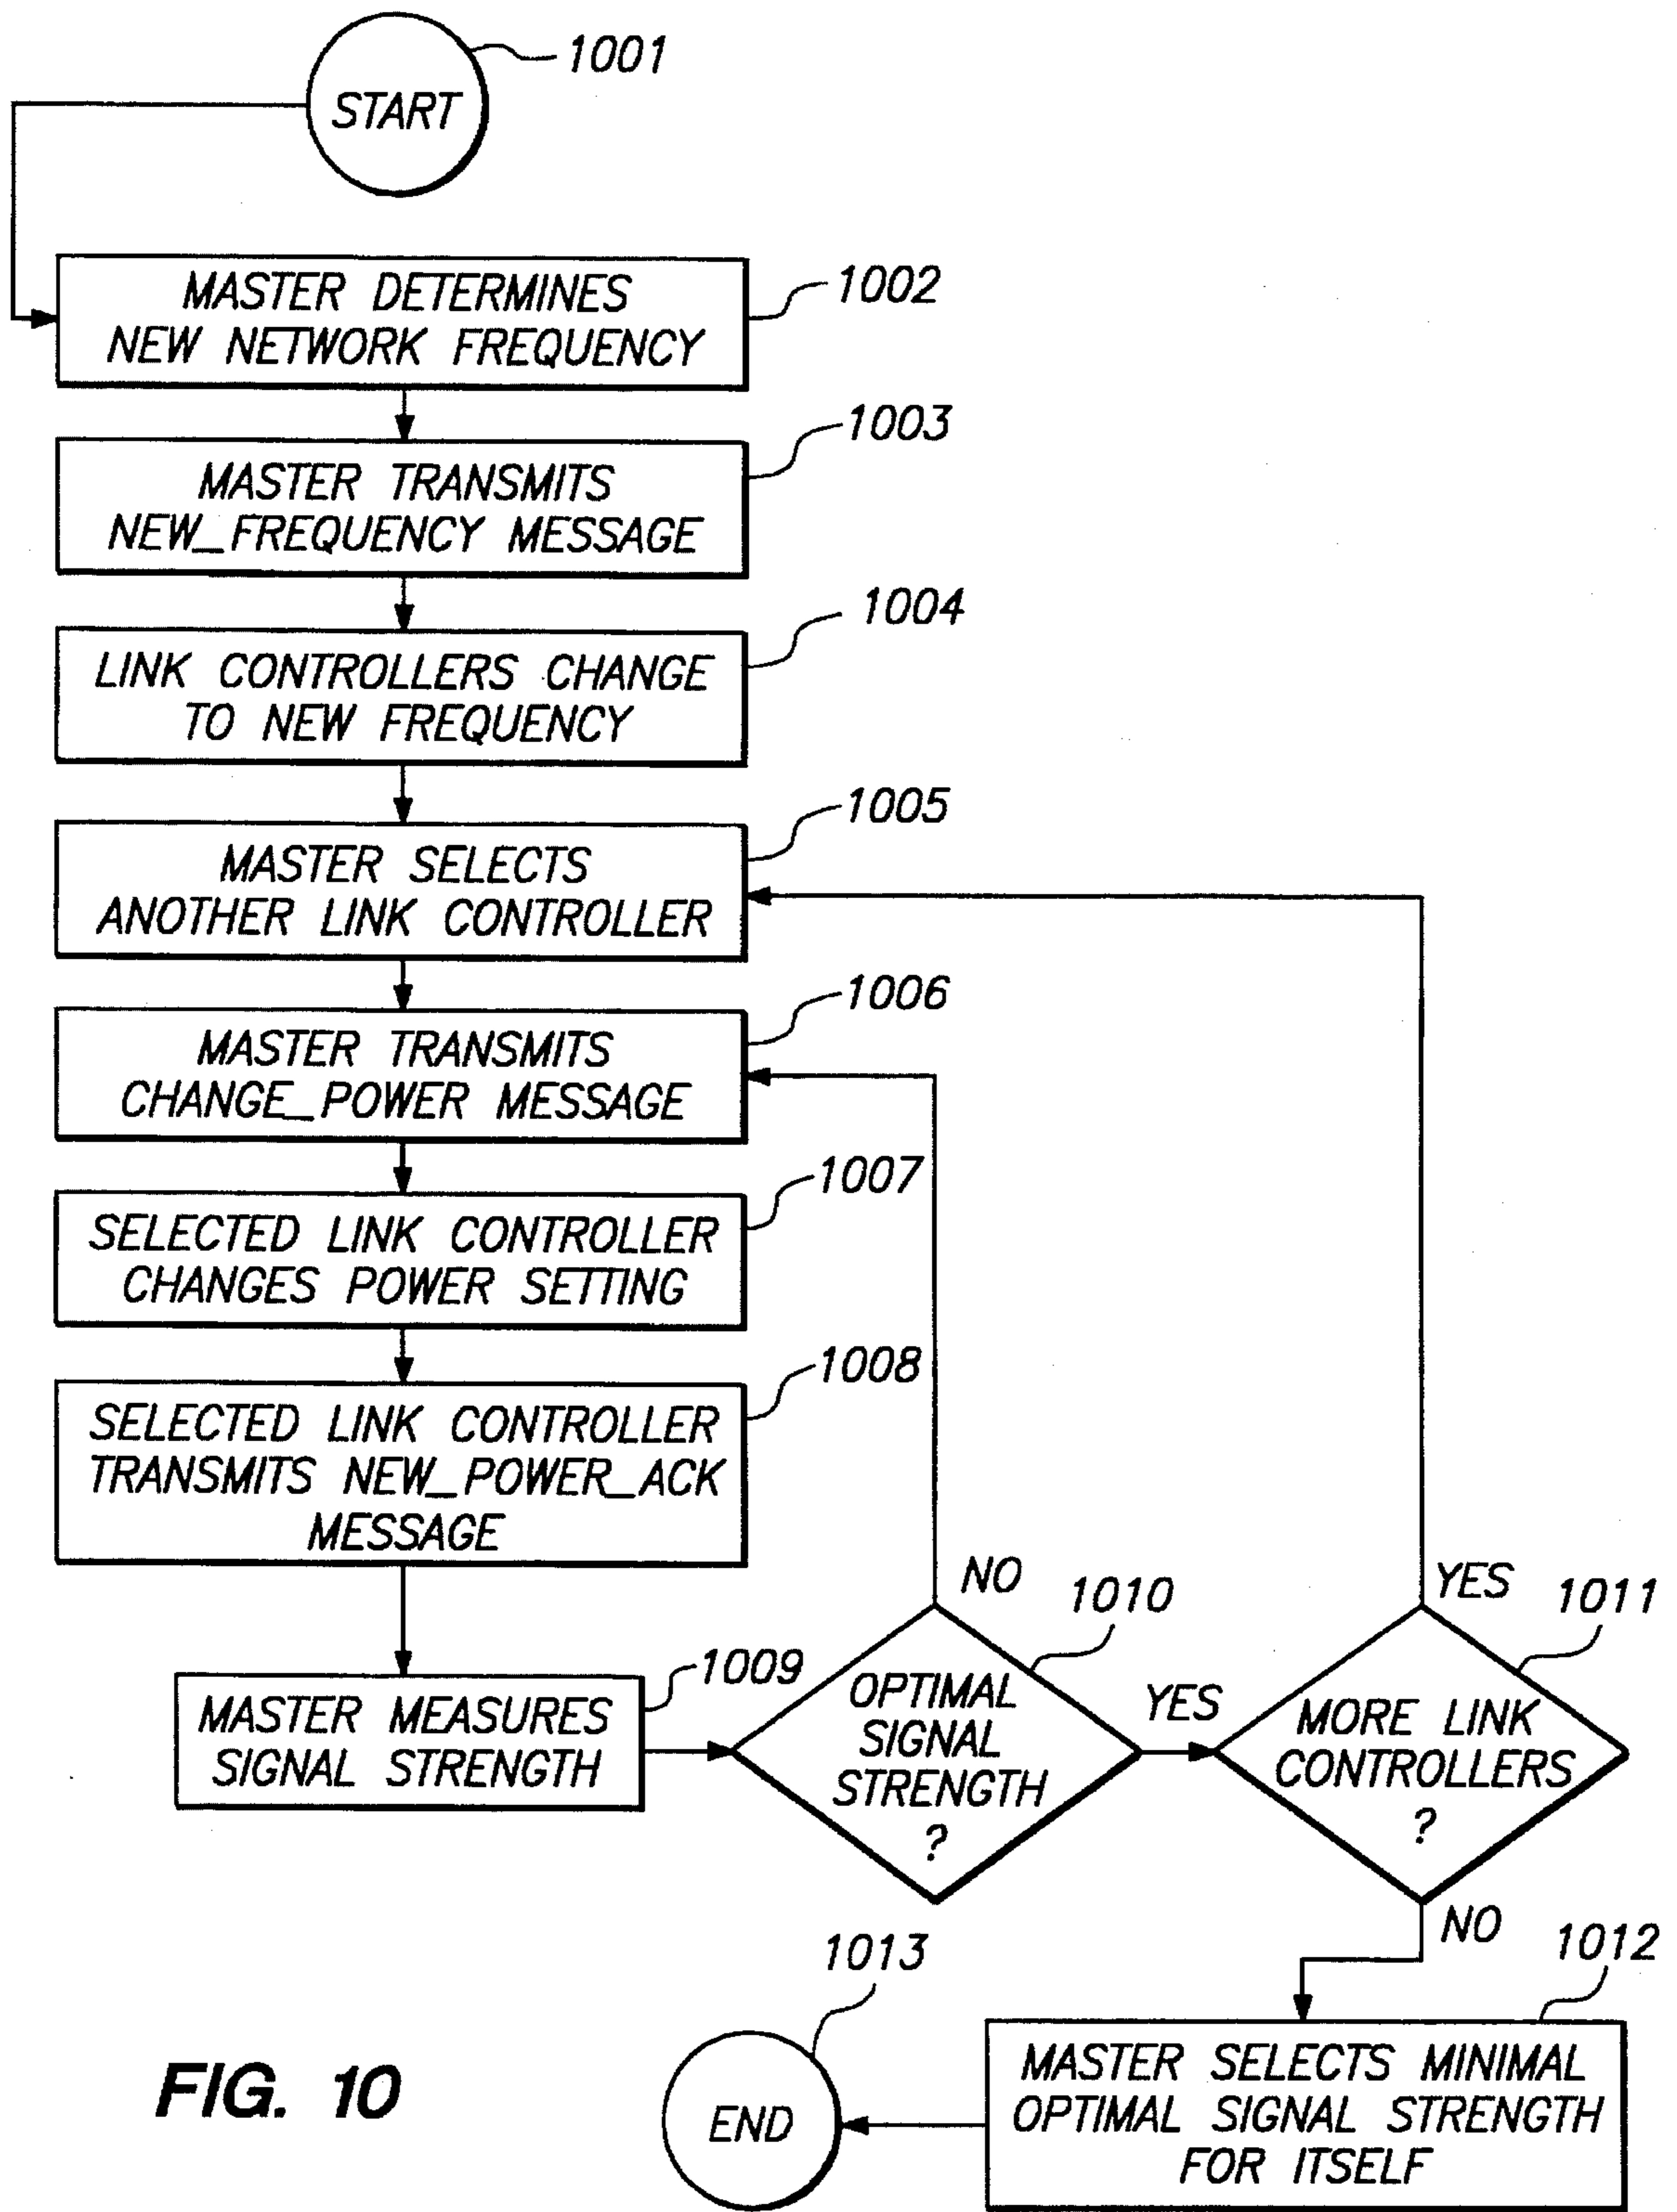 1001
START
1002
MASTER DETERMINES
NEW NETWORK FREQUENCY
1003
MASTER TRANSMITS
NEW_FREQUENCY MESSAGE
1004
LINK CONTROLLERS CHANGE
TO NEW FREQUENCY
1005
MASTER SELECTS
ANOTHER LINK CONTROLLER
1006
MASTER TRANSMITS
CHANGE_POWER MESSAGE
1007
SELECTED LINK CONTROLLER
CHANGES POWER SETTING
1008
SELECTED LINK CONTROLLER
TRANSMITS NEW_POWER_ACK
MESSAGE
1009
MASTER MEASURES
SIGNAL STRENGTH
NO
1010
OPTIMAL
SIGNAL
STRENGTH
?
YES
YES
1011
MORE LINK
CONTROLLERS
?
NO
1012
MASTER SELECTS MINIMAL
OPTIMAL SIGNAL STRENGTH
FOR ITSELF
1013
END
FIG. 10